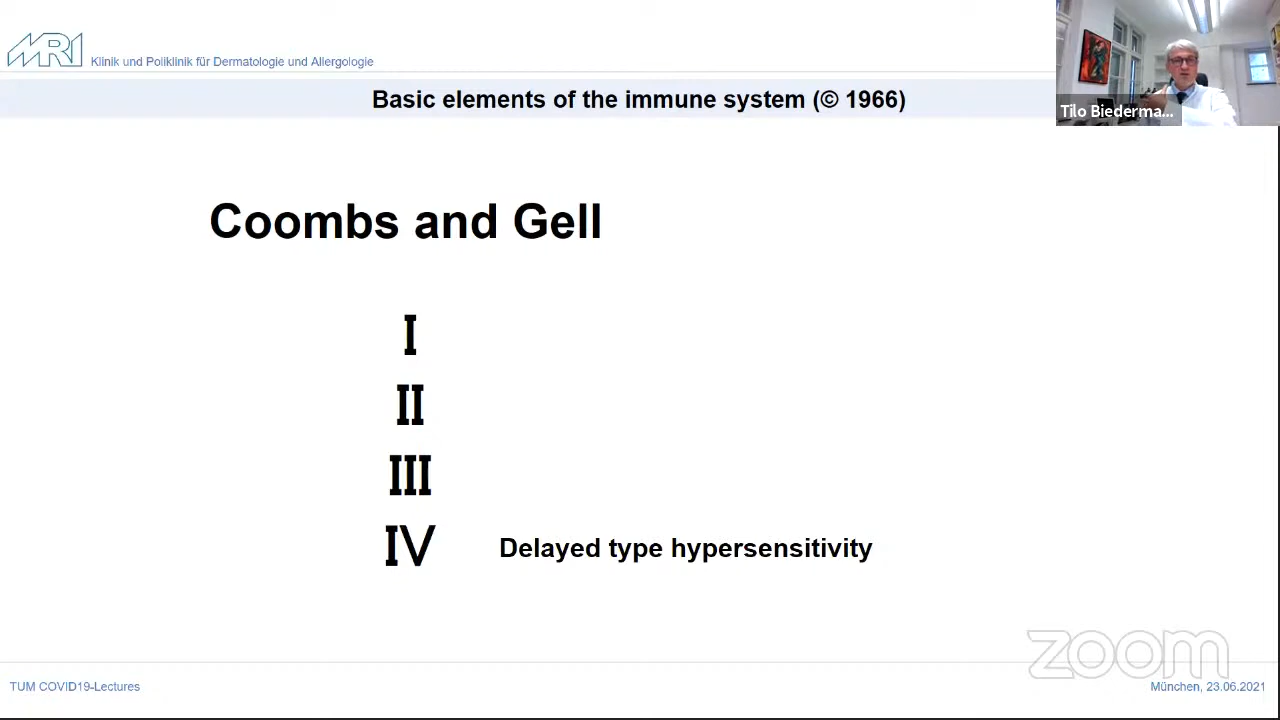 MRI Klinik und Poliklinik für Dermatologie und Allergologie
Basic elements of the immune system (© 1966)
Tilo Biederma...
Coombs and Gell
I
II
III
IV Delayed type hypersensitivity
zoom
TUM COVID19-Lectures
München, 23.06.2021